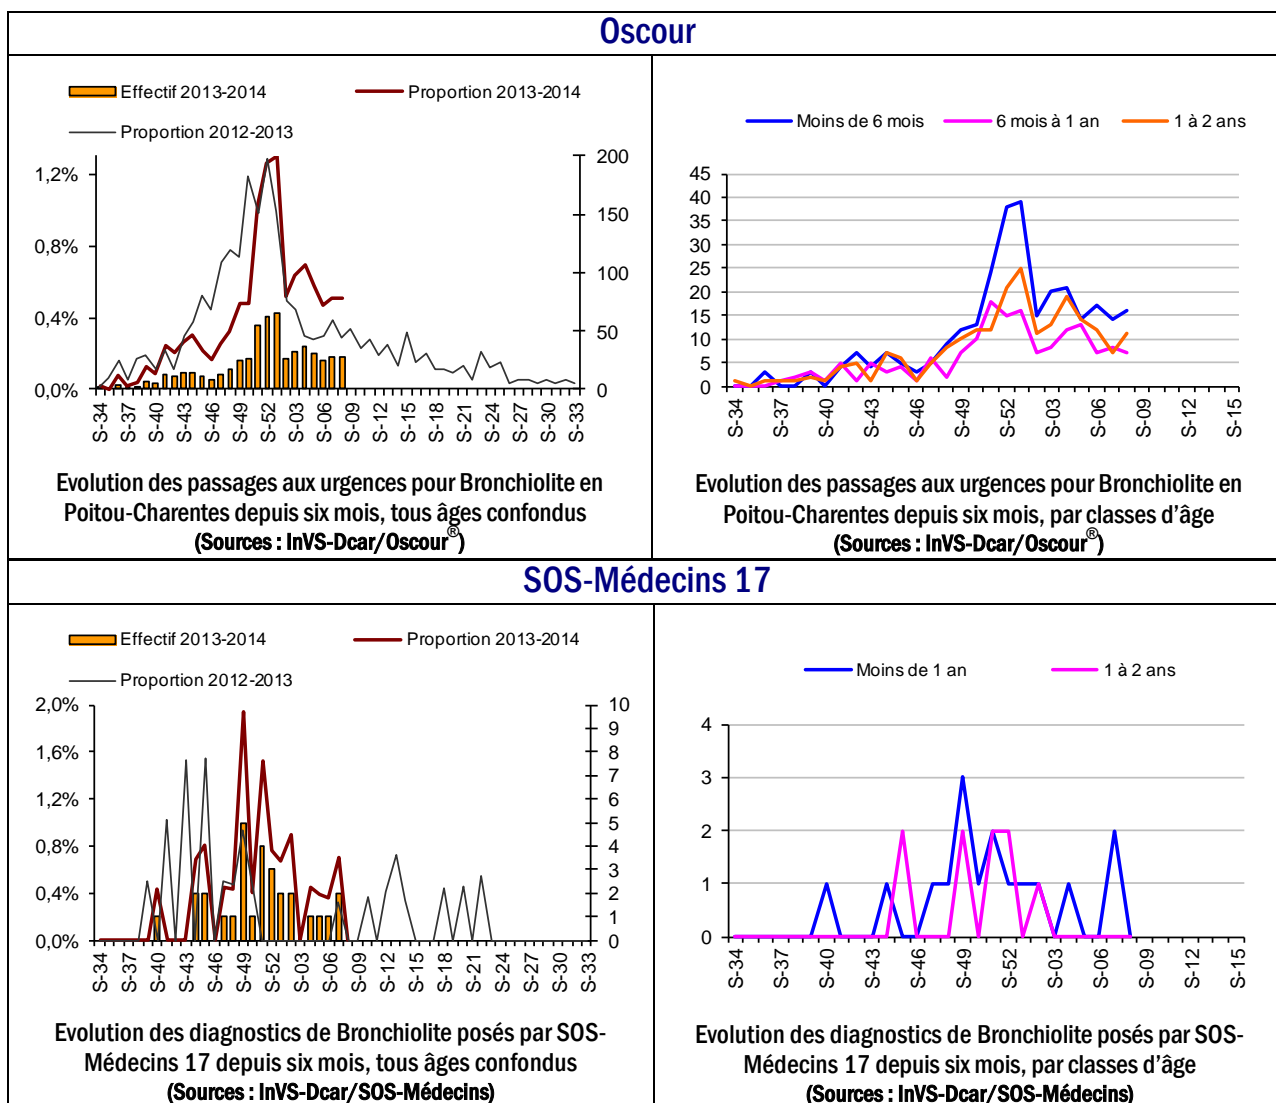 Oscour
Effectif 2013-2014
Proportion 2013-2014
Proportion 2012-2013
1,2%
0,8%
0,4%
0,0%
200
150
100
50
0
S-34
S-37
S-40
S-43
S-46
S-49
S-52
S-03
S-06
S-09
S-12
S-15
S-18
S-21
S-24
S-27
S-30
S-33
Evolution des passages aux urgences pour Bronchiolite en
Poitou-Charentes depuis six mois, tous âges confondus
(Sources : InVS-Dcar/Oscour®)
Moins de 6 mois
6 mois à 1 an
1 à 2 ans
45
40
35
30
25
20
15
10
5
0
S-34
S-37
S-40
S-43
S-46
S-49
S-52
S-03
S-06
S-09
S-12
S-15
Evolution des passages aux urgences pour Bronchiolite en
Poitou-Charentes depuis six mois, par classes d'âge
(Sources : InVS-Dcar/Oscour®)
SOS-Médecins 17
Effectif 2013-2014
Proportion 2013-2014
Proportion 2012-2013
2,0%
1,6%
1,2%
0,8%
0,4%
0,0%
10
9
8
7
6
5
4
3
2
1
0
S-34
S-37
S-40
S-43
S-46
S-49
S-52
S-03
S-06
S-09
S-12
S-15
S-18
S-21
S-24
S-27
S-30
S-33
Evolution des diagnostics de Bronchiolite posés par SOS-
Médecins 17 depuis six mois, tous âges confondus
(Sources : InVS-Dcar/SOS-Médecins)
Moins de 1 an
1 à 2 ans
4
3
2
1
0
S-34
S-37
S-40
S-43
S-46
S-49
S-52
S-03
S-06
S-09
S-12
S-15
Evolution des diagnostics de Bronchiolite posés par SOS-
Médecins 17 depuis six mois, par classes d'âge
(Sources : InVS-Dcar/SOS-Médecins)